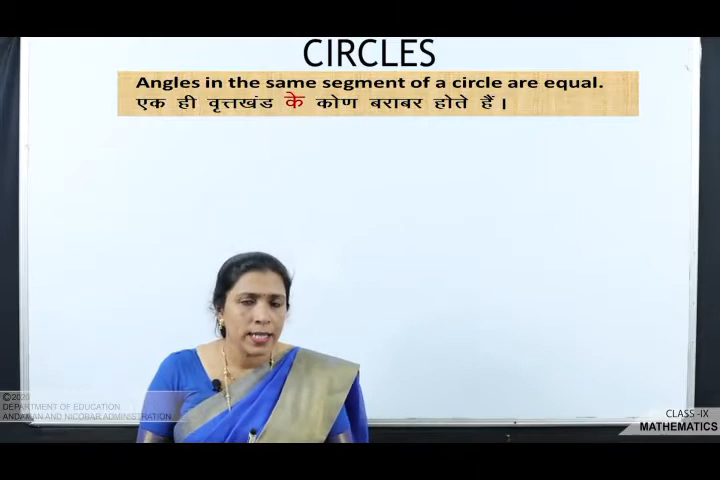 CIRCLES
Angles in the same segment of a circle are equal.
एक ही वृत्तखंड के कोण बराबर होते हैं।
©2020
DEPARTMENT OF EDUCATION
ANDAMAN AND NICOBAR ADMINISTRATION
CLASS -IX
MATHEMATICS